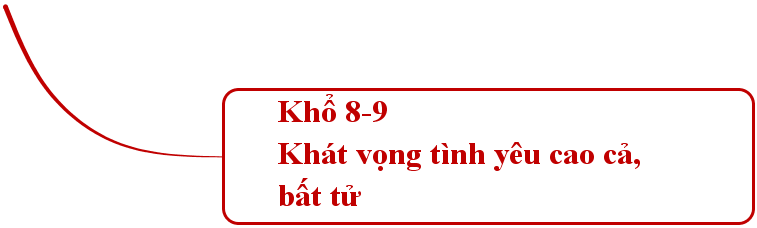 Khổ 8-9
Khát vọng tình yêu cao cả,
bất tử